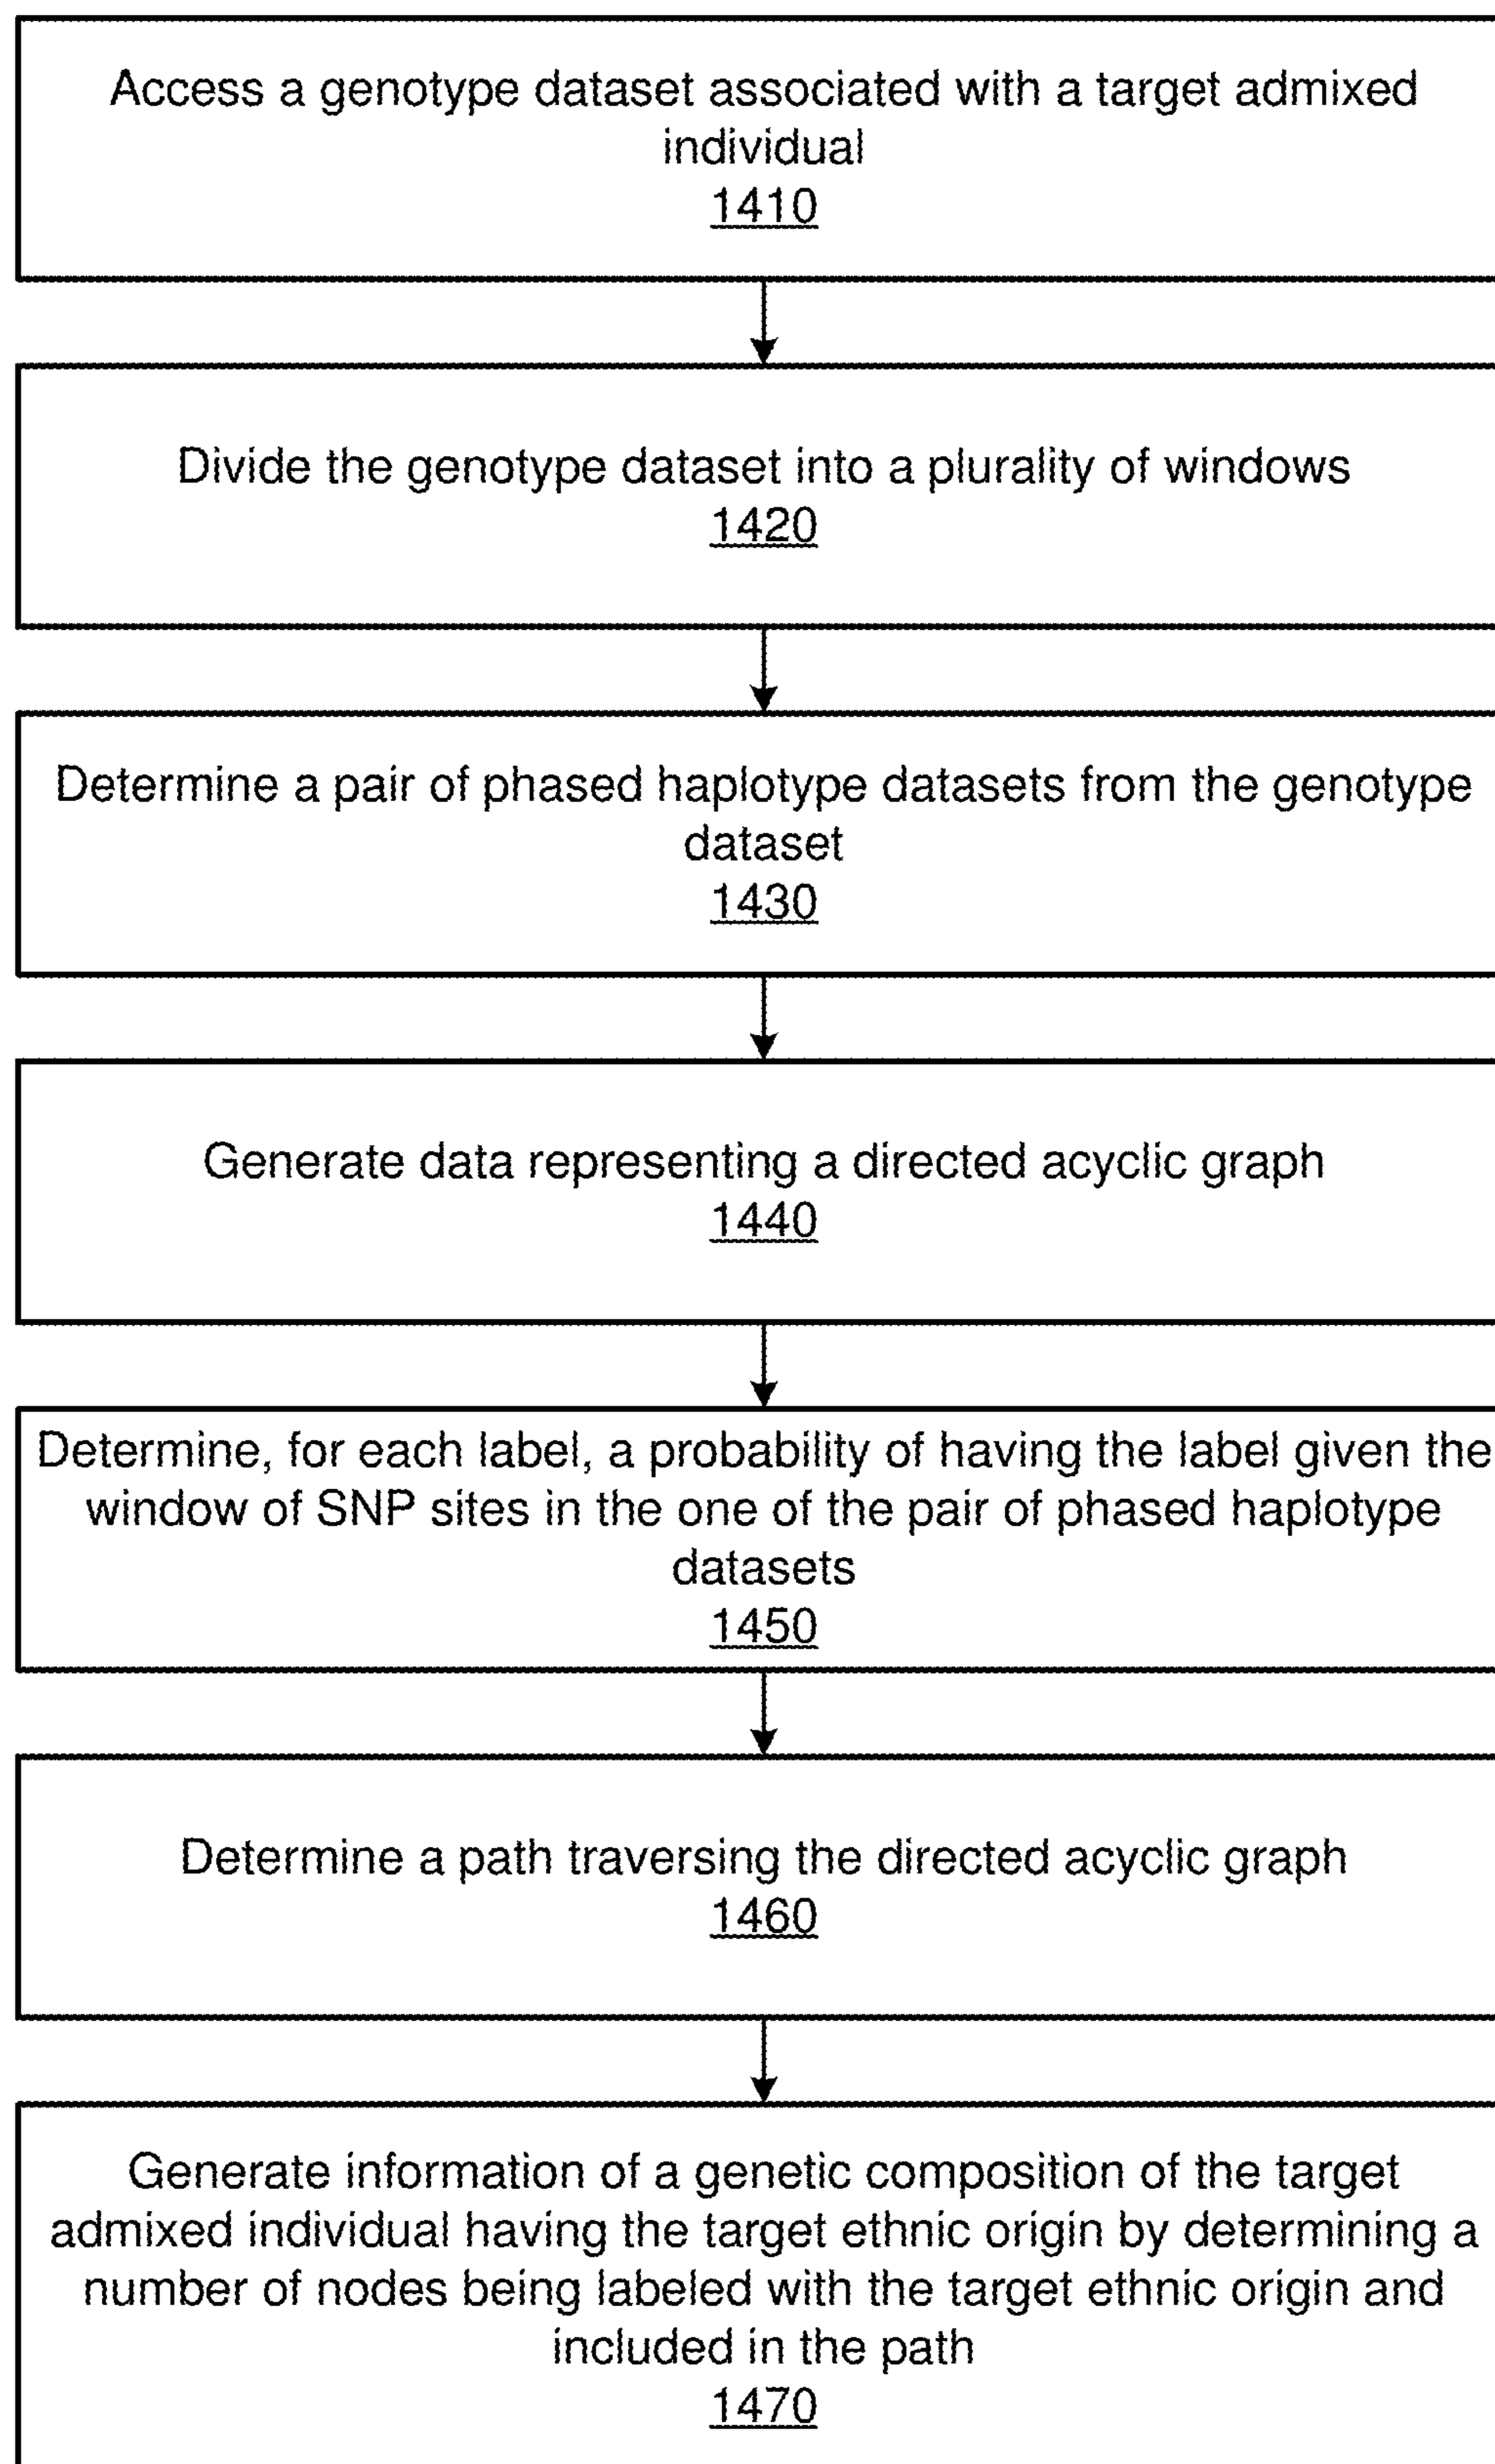 Access a genotype dataset associated with a target admixed
individual
1410
Divide the genotype dataset into a plurality of windows
1420
Determine a pair of phased haplotype datasets from the genotype
dataset
1430
Generate data representing a directed acyclic graph
1440
Determine, for each label, a probability of having the label given the
window of SNP sites in the one of the pair of phased haplotype
datasets
1450
Determine a path traversing the directed acyclic graph
1460
Generate information of a genetic composition of the target
admixed individual having the target ethnic origin by determining a
number of nodes being labeled with the target ethnic origin and
included in the path
1470